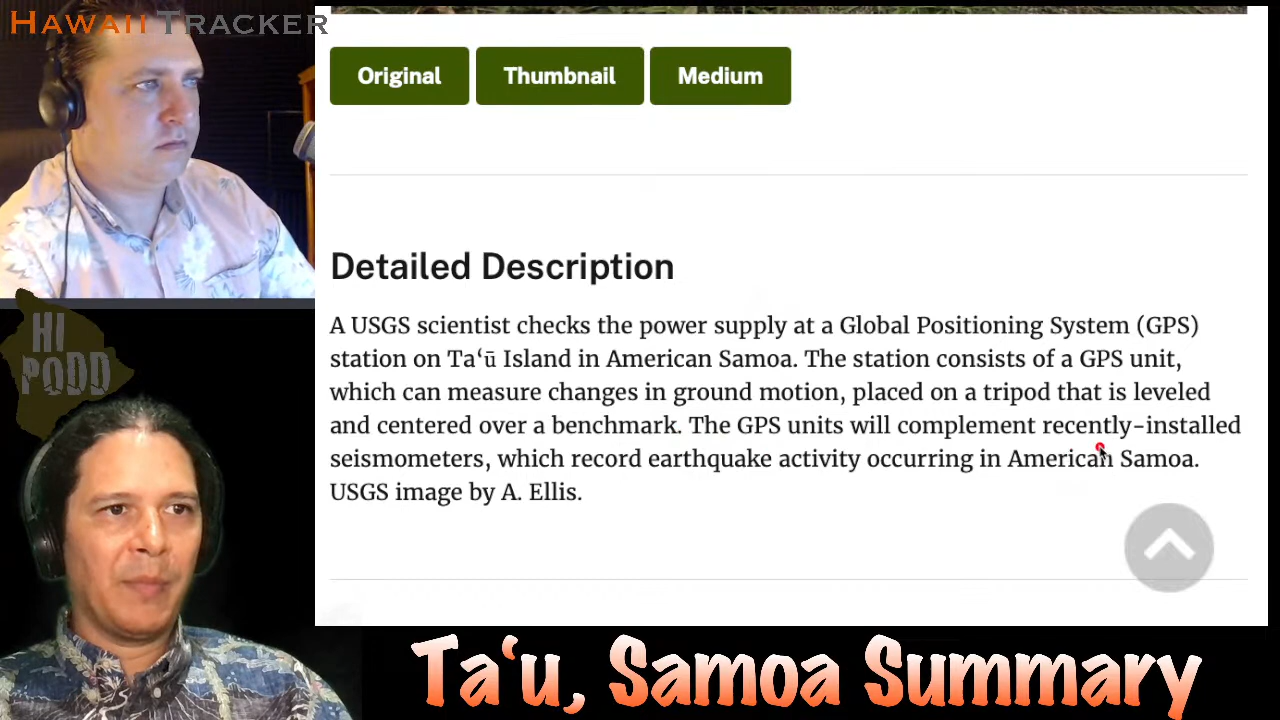 HAWAII TRACKER
Original Thumbnail Medium
Detailed Description
A USGS scientist checks the power supply at a Global Positioning System (GPS)
station on Taʻū Island in American Samoa. The station consists of a GPS unit,
which can measure changes in ground motion, placed on a tripod that is leveled
and centered over a benchmark. The GPS units will complement recently-installed
seismometers, which record earthquake activity occurring in American Samoa.
USGS image by A. Ellis.
HI
PODD
Taʻu, Samoa Summary